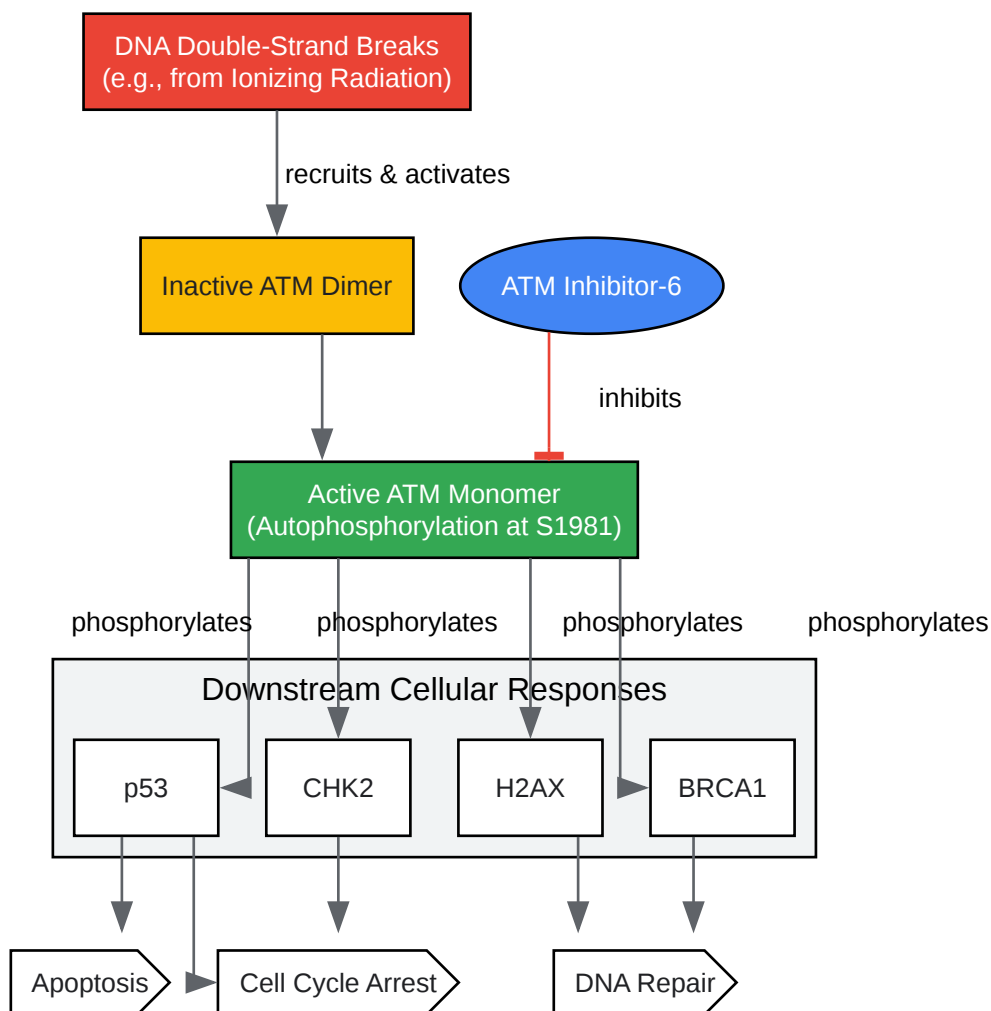 DNA Double-Strand Breaks
(e.g., from Ionizing Radiation)
recruits & activates
Inactive ATM Dimer
ATM Inhibitor-6
inhibits
Active ATM Monomer
(Autophosphorylation at S1981)
phosphorylates
phosphorylates
phosphorylates
phosphorylates
Downstream Cellular Responses
p53
CHK2
H2AX
BRCA1
Apoptosis
Cell Cycle Arrest
DNA Repair